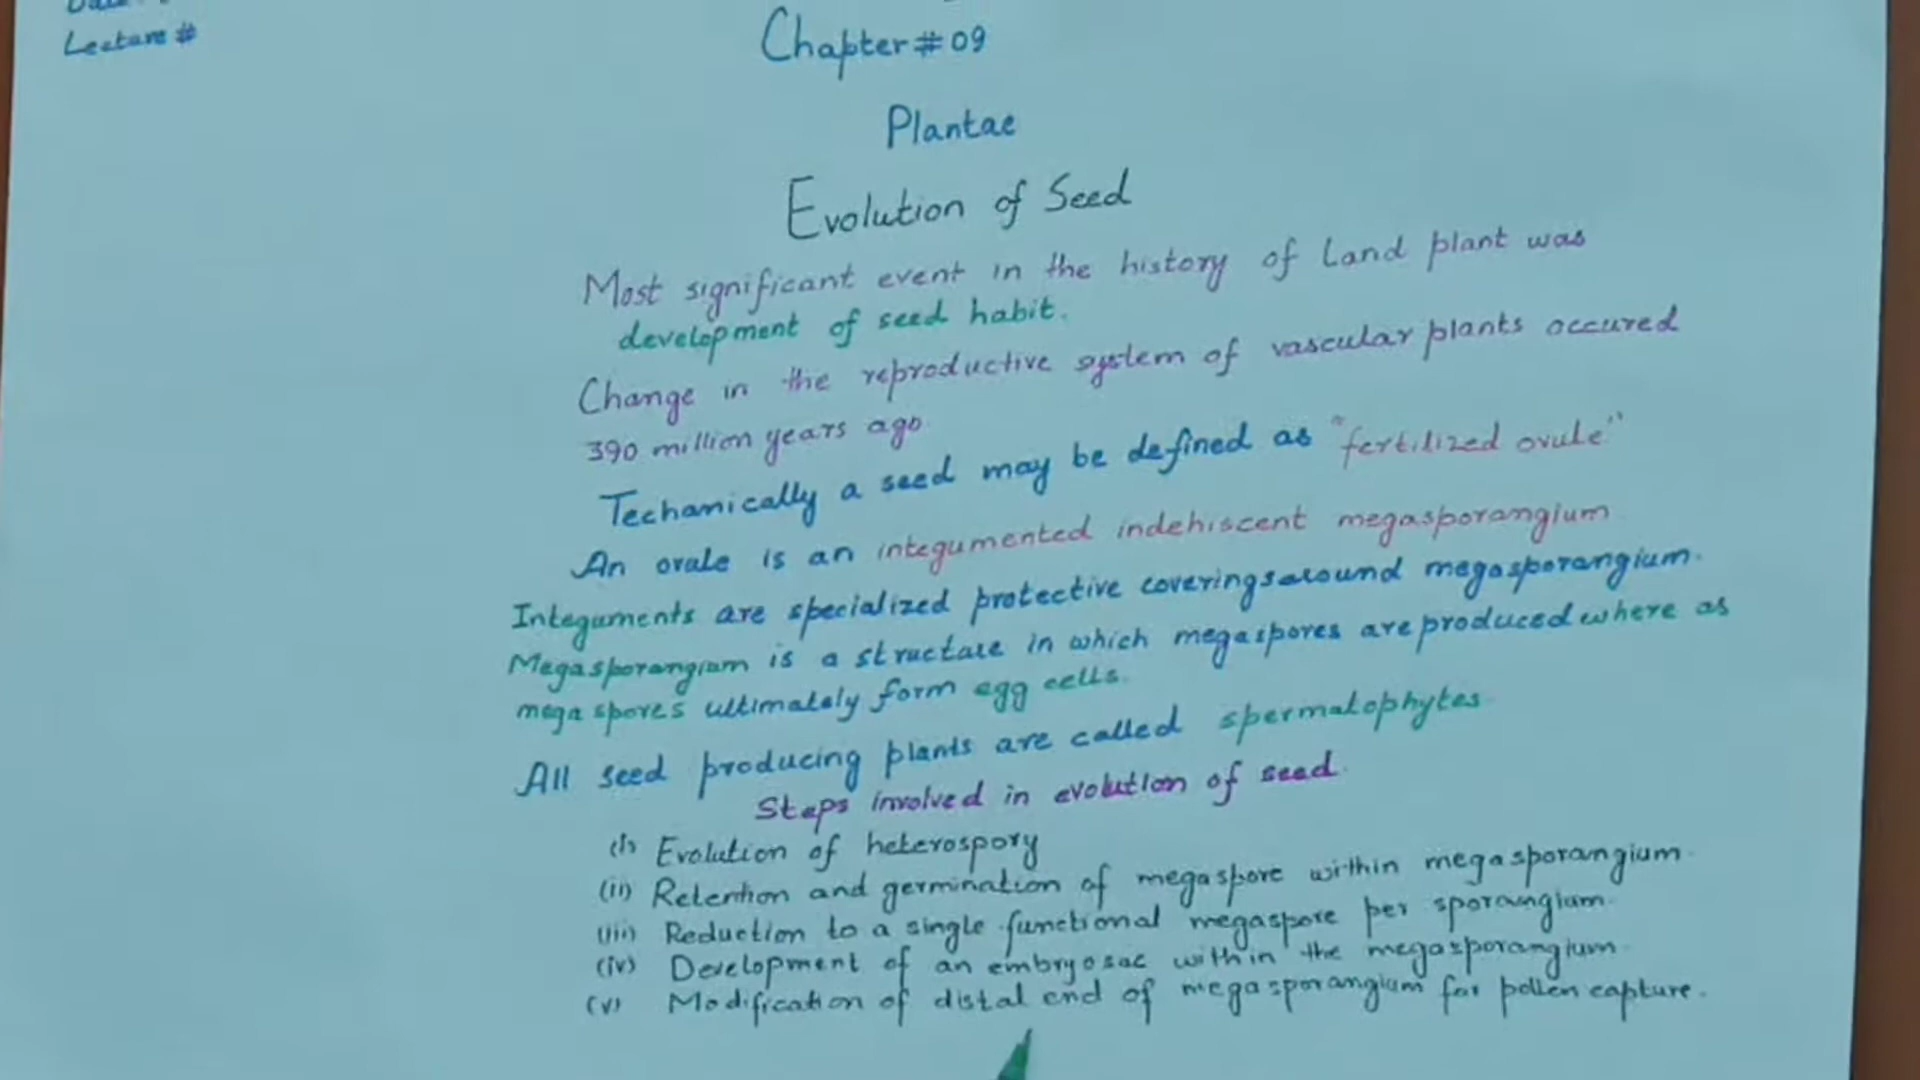 Lecture #
Chapter # 09
Plantae
Evolution of Seed
Most significant event in the history of land plant was
development of seed habit.
Change in the reproductive system of vascular plants occured
390 million years ago
Techanically a seed may be defined as "fertilized ovule"
An ovule is an integumented indehiscent megasporangium
Integuments are specialized protective coverings around megasporangium.
Megasporangium is a structure in which megaspores are produced where as
mega spores ultimately form egg cells.
All seed producing plants are called spermatophytes
Steps involved in evolution of seed.
(i) Evolution of heterospory
(ii) Retention and germination of megaspore within megasporangium.
(iii) Reduction to a single functional megaspore per sporangium.
(iv) Development of an embryosac within the megasporangium
(v) Modification of distal end of megasporangium for pollen capture.